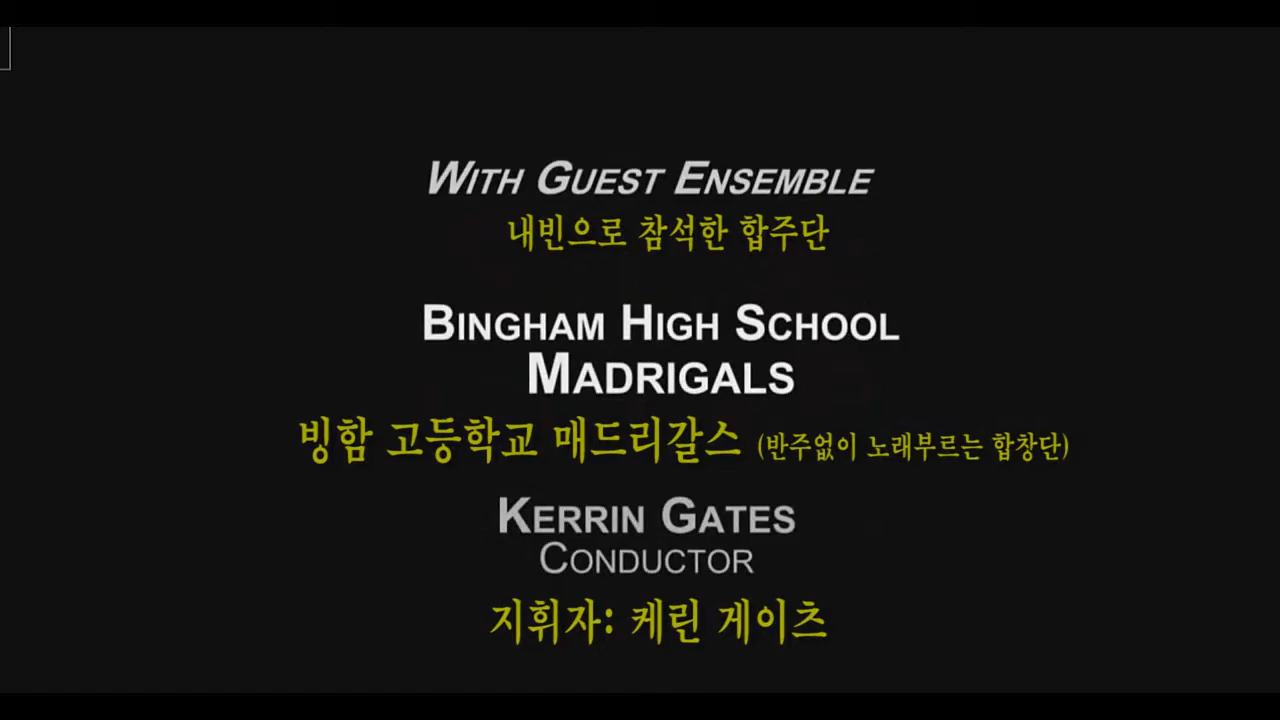 WITH GUEST ENSEMBLE
내빈으로 참석한 합주단
BINGHAM HIGH SCHOOL
MADRIGALS
빙함 고등학교 매드리갈스 (반주없이 노래부르는 합창단)
KERRIN GATES
CONDUCTOR
지휘자: 케린 게이츠